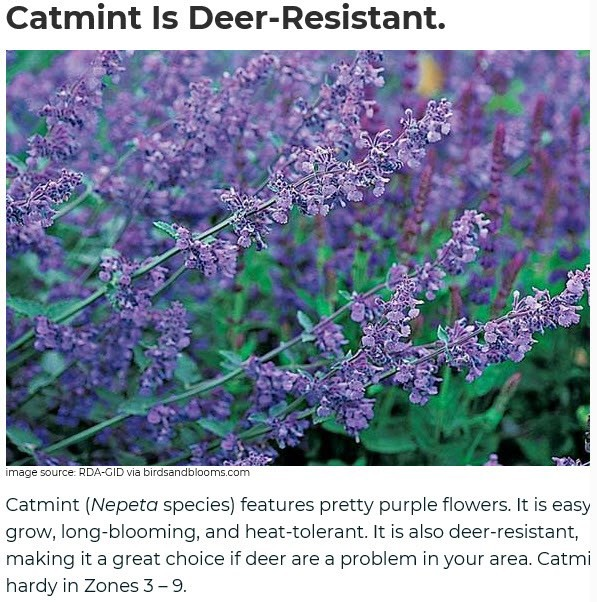 Catmint Is Deer-Resistant.
image source: RDA-GID via birdsandblooms.com
Catmint (Nepeta species) features pretty purple flowers. It is easy
grow, long-blooming, and heat-tolerant. It is also deer-resistant,
making it a great choice if deer are a problem in your area. Catmi
hardy in Zones 3 – 9.